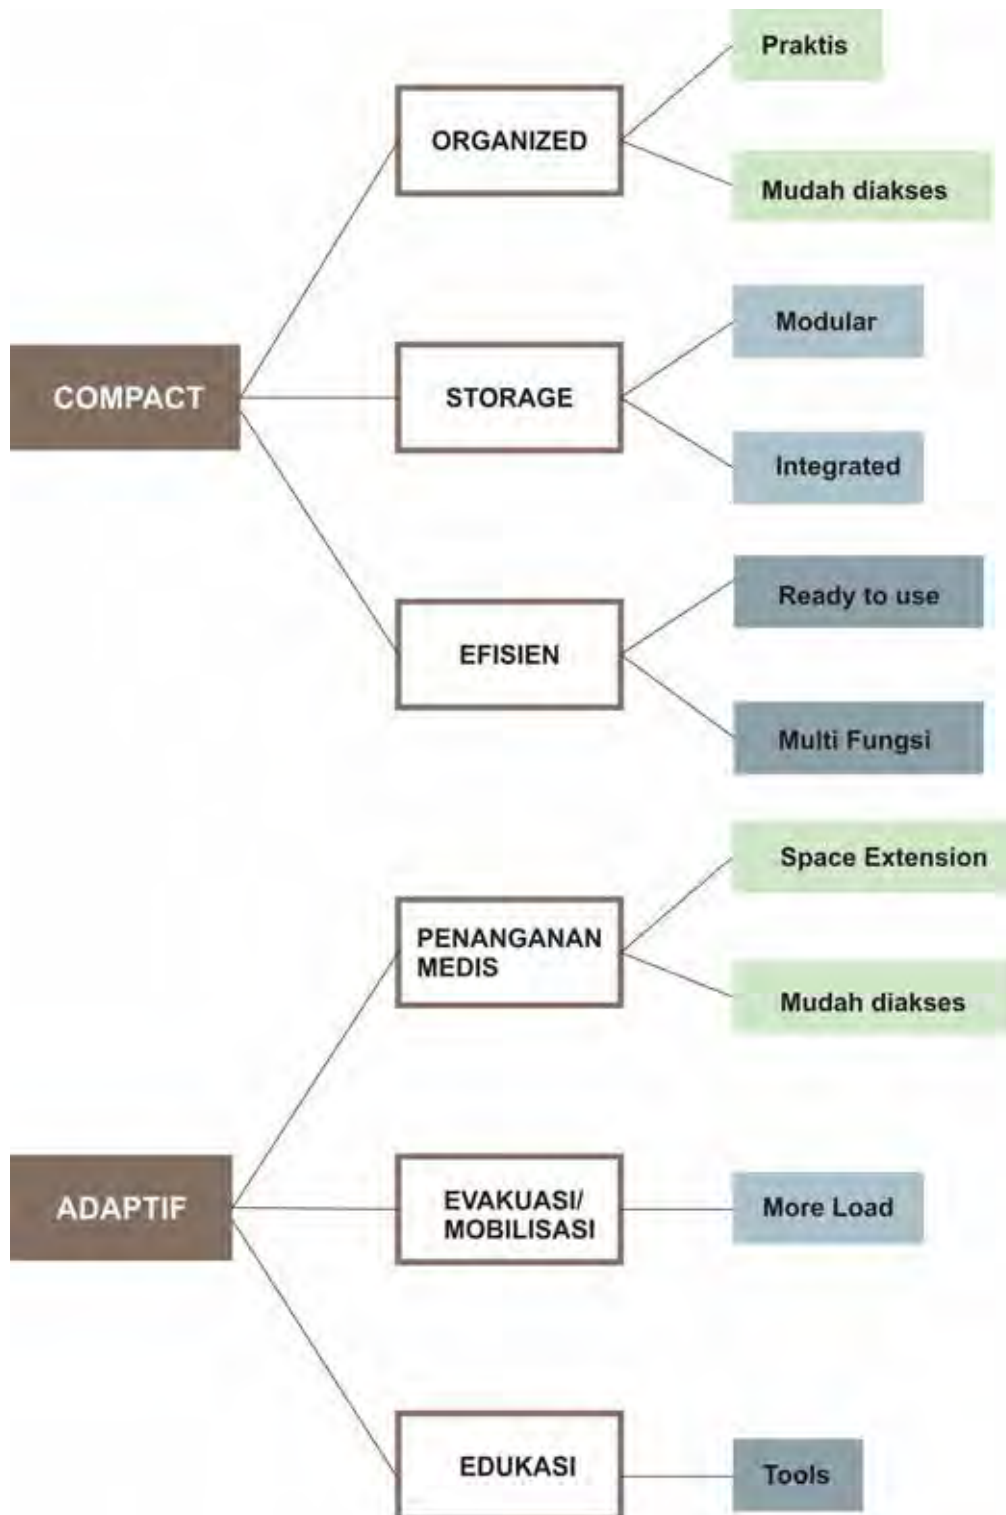 Praktis
ORGANIZED
Mudah diakses
Modular
COMPACT
STORAGE
Integrated
Ready to use
EFISIEN
Multi Fungsi
Space Extension
PENANGANAN
MEDIS
Mudah diakses
ADAPTIF
EVAKUASI/
MOBILISASI
More Load
EDUKASI
Tools